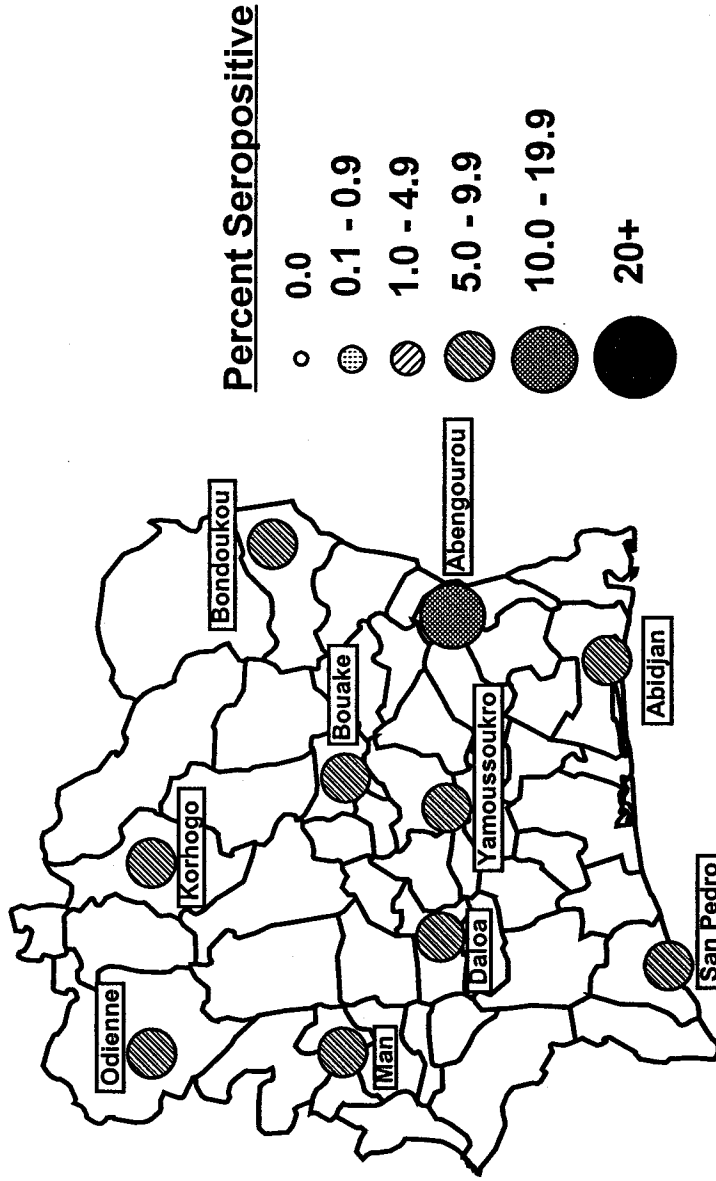 Percent Seropositive
0.0
0.1 - 0.9
1.0 - 4.9
5.0 - 9.9
10.0 - 19.9
20+
Odienne
Korhogo
Bondoukou
Man
Bouake
Daloa
Yamoussoukro
Abengourou
San Pedro
Abidjan